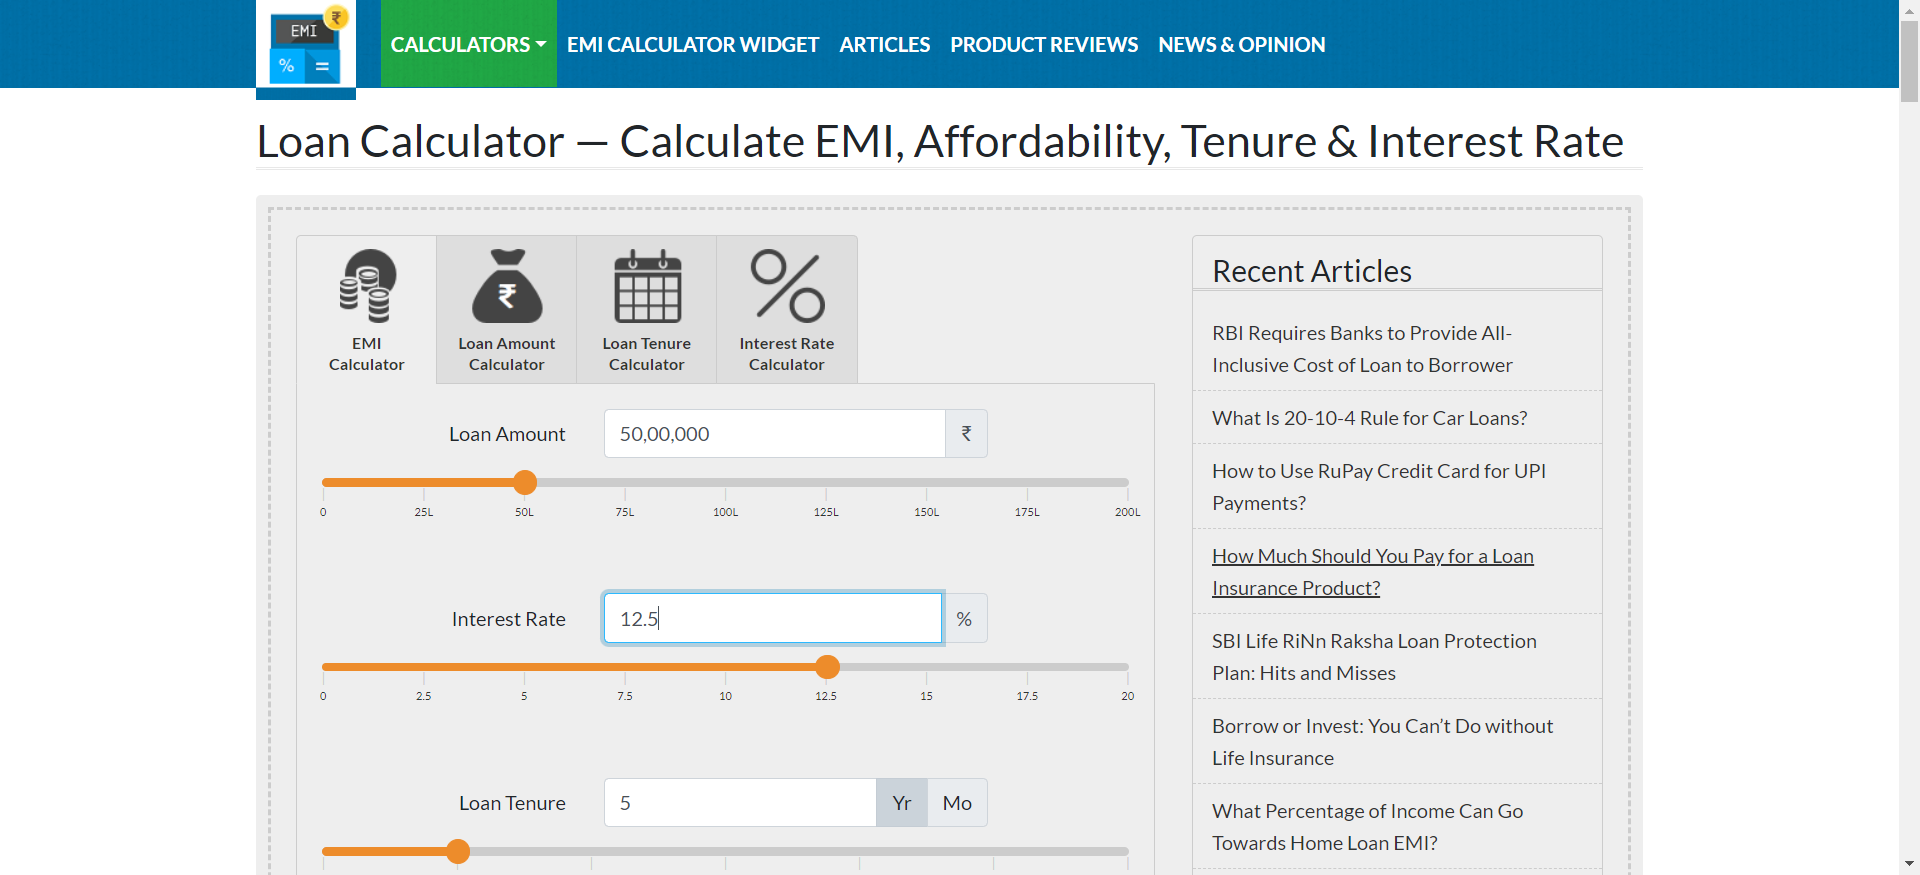 EMI
₹
%
=
CALCULATORS
EMI CALCULATOR WIDGET
ARTICLES
PRODUCT REVIEWS
NEWS & OPINION
Loan Calculator — Calculate EMI, Affordability, Tenure & Interest Rate
EMI
Calculator
₹
Loan Amount
Calculator
Loan Tenure
Calculator
Interest Rate
Calculator
Loan Amount
50,00,000
₹
0 25L 50L 75L 100L 125L 150L 175L 200L
Interest Rate
12.5
%
0 2.5 5 7.5 10 12.5 15 17.5 20
Loan Tenure
5
Yr
Mo
Recent Articles
RBI Requires Banks to Provide All-
Inclusive Cost of Loan to Borrower
What Is 20-10-4 Rule for Car Loans?
How to Use RuPay Credit Card for UPI
Payments?
How Much Should You Pay for a Loan
Insurance Product?
SBI Life RiNn Raksha Loan Protection
Plan: Hits and Misses
Borrow or Invest: You Can’t Do without
Life Insurance
What Percentage of Income Can Go
Towards Home Loan EMI?